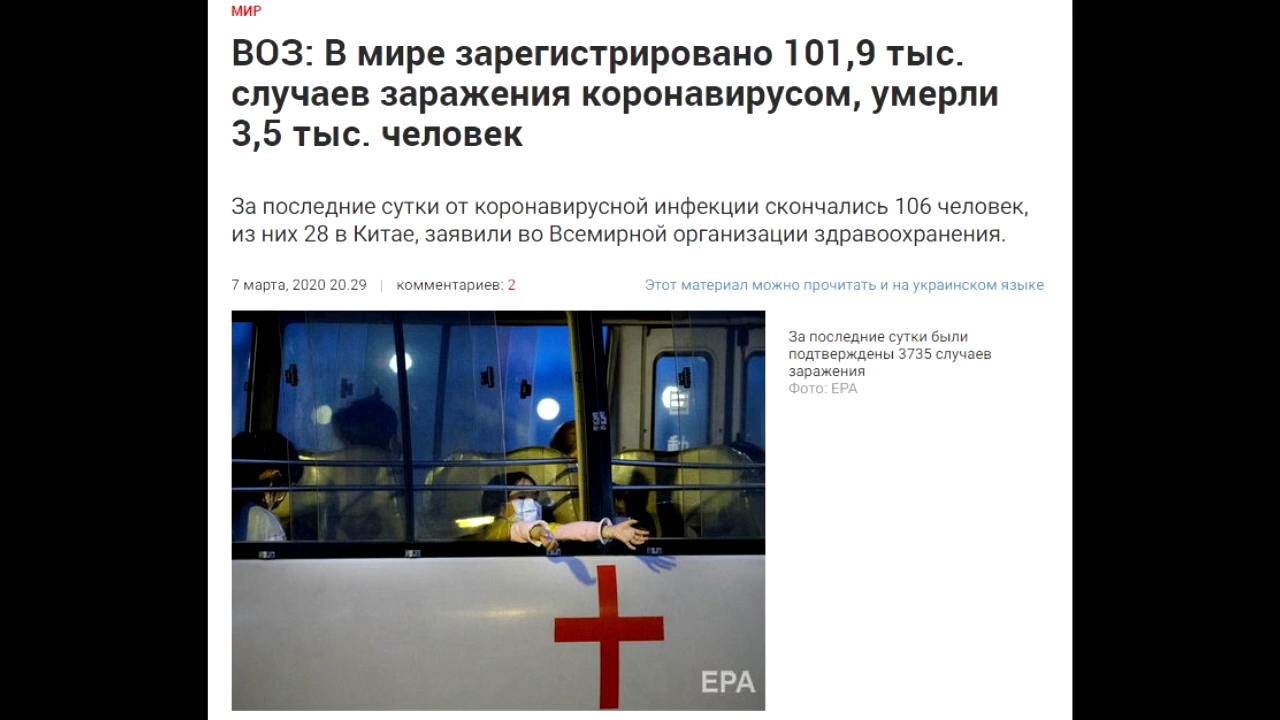 МИР
ВОЗ: В мире зарегистрировано 101,9 тыс.
случаев заражения коронавирусом, умерли
3,5 тыс. человек
За последние сутки от коронавирусной инфекции скончались 106 человек,
из них 28 в Китае, заявили во Всемирной организации здравоохранения.
7 марта, 2020 20.29 | комментариев: 2
Этот материал можно прочитать и на украинском языке
За последние сутки были
подтверждены 3735 случаев
заражения
Фото: EPA
EPA